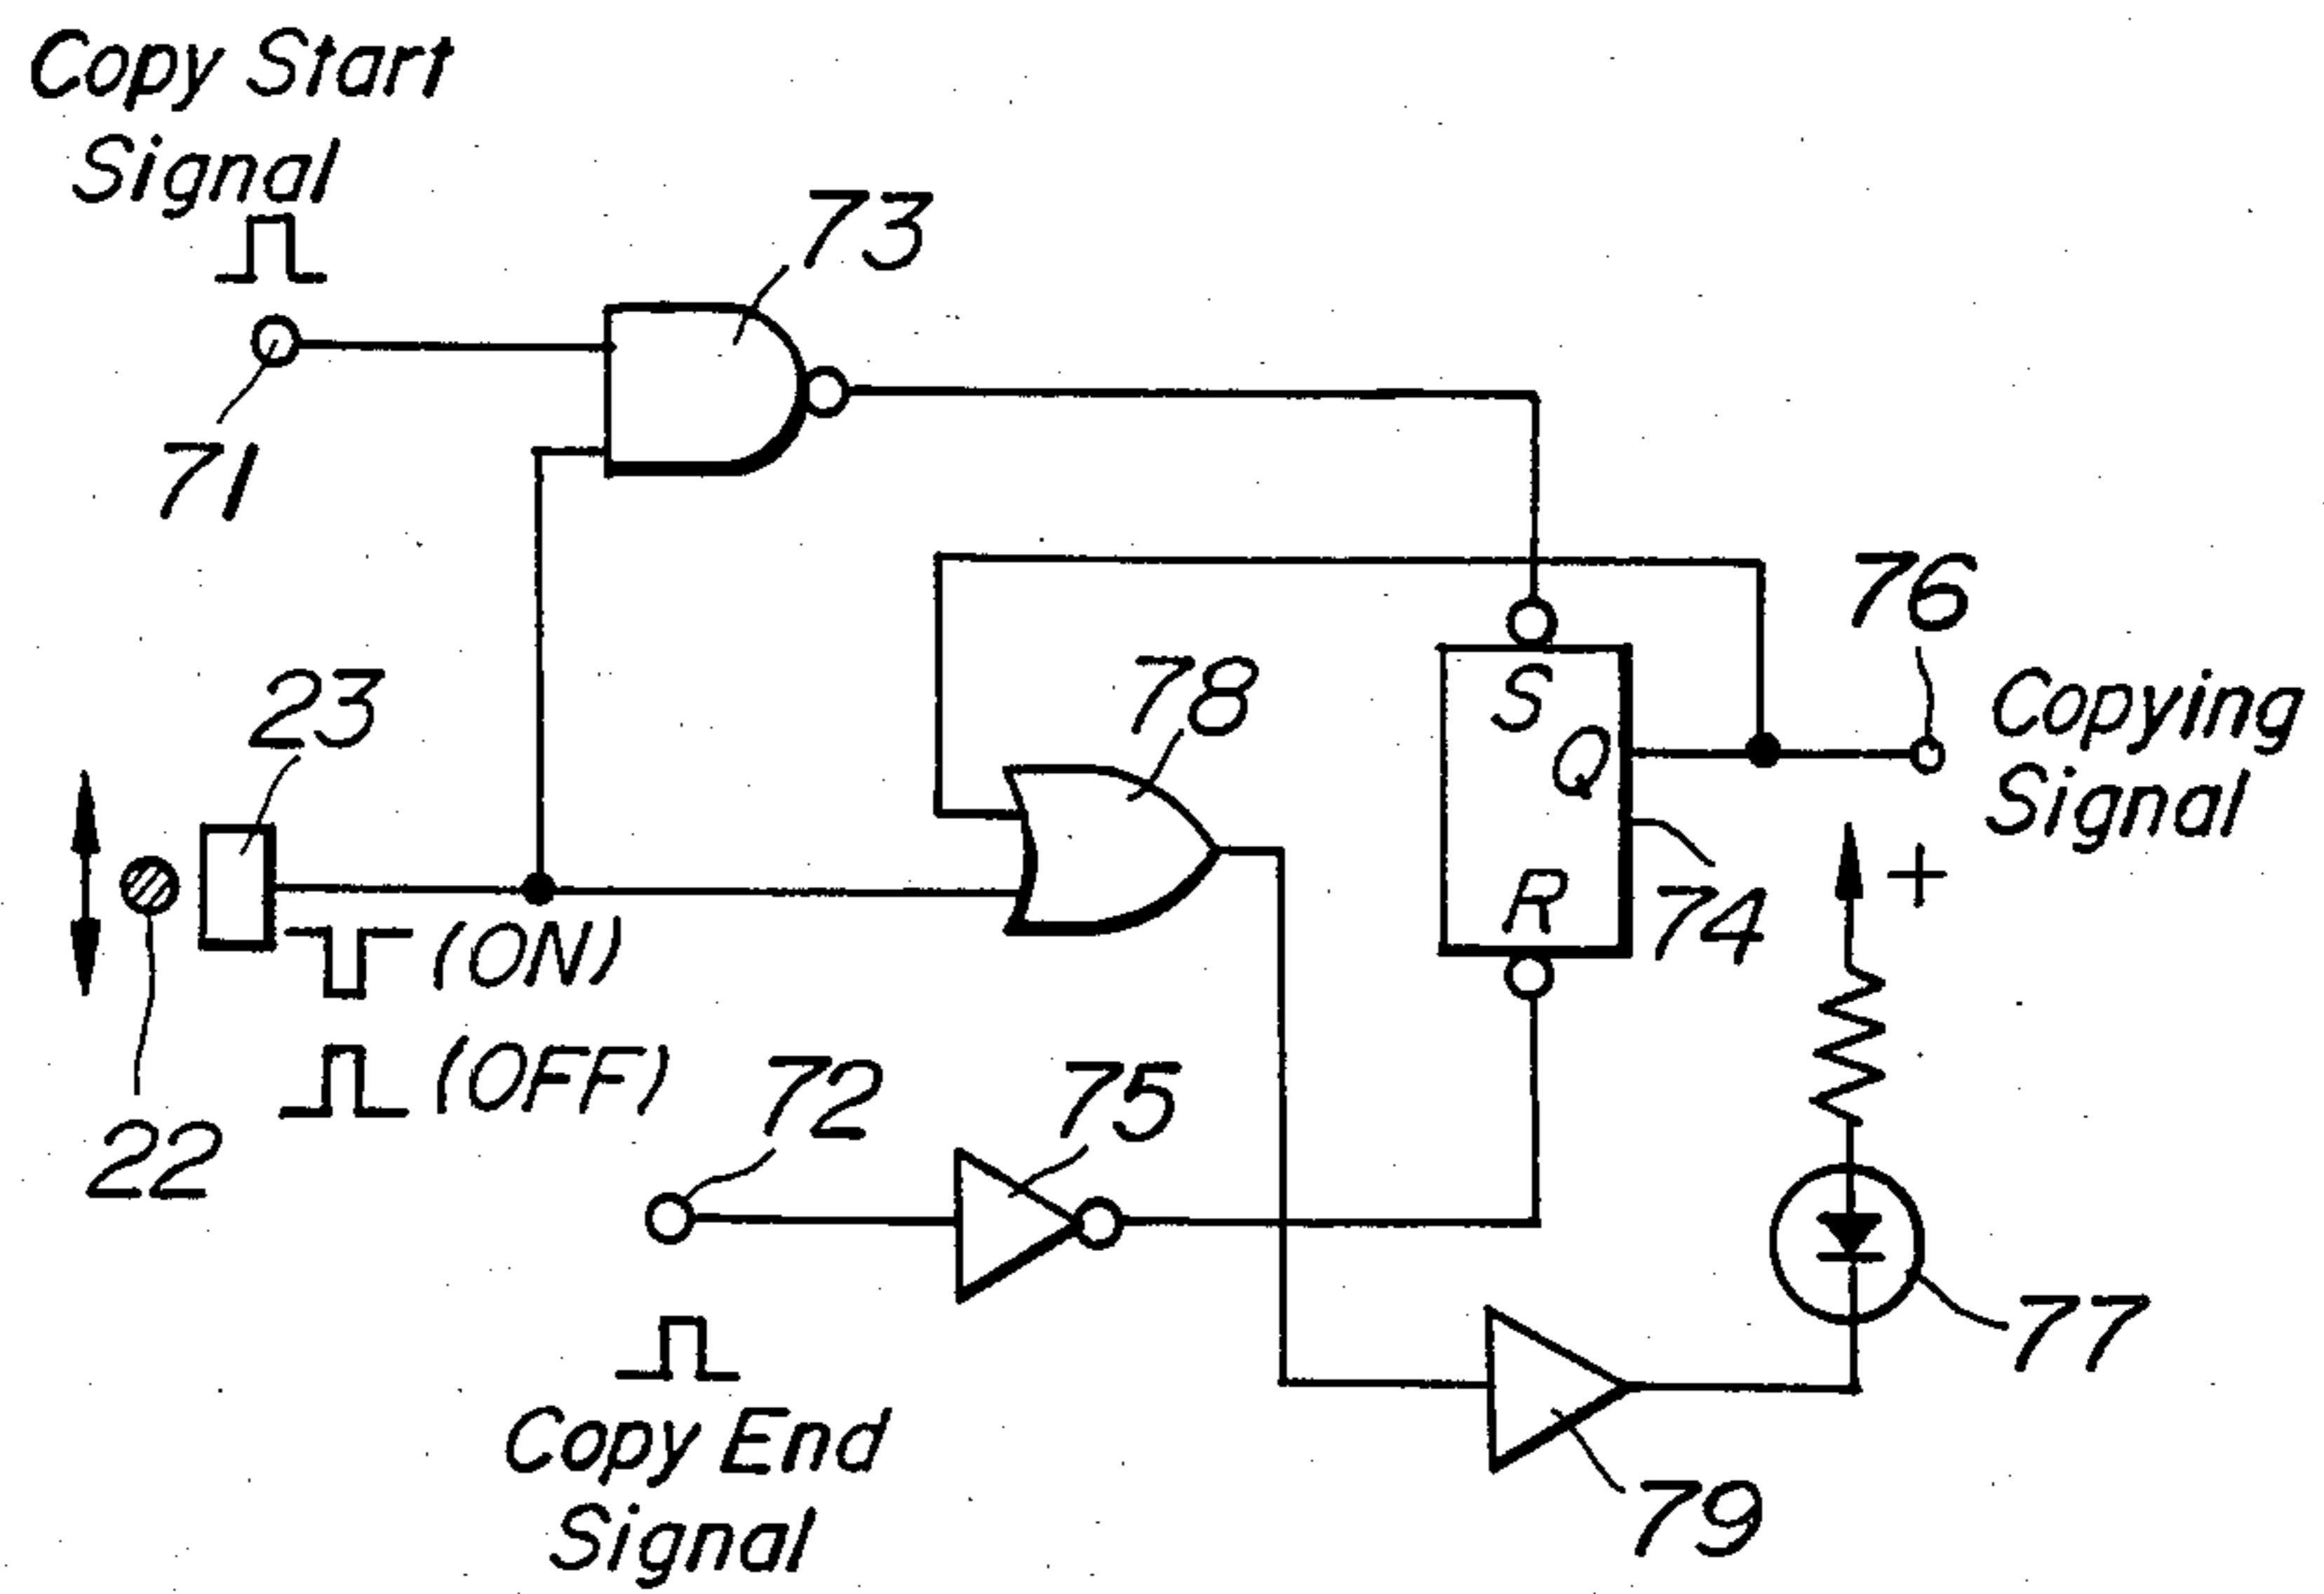 Copy Start
Signal
73
71
76
23
78
S
Q
Copying
Signal
R
74
+
(ON)
(OFF)
22
72
75
77
Copy End
Signal
79